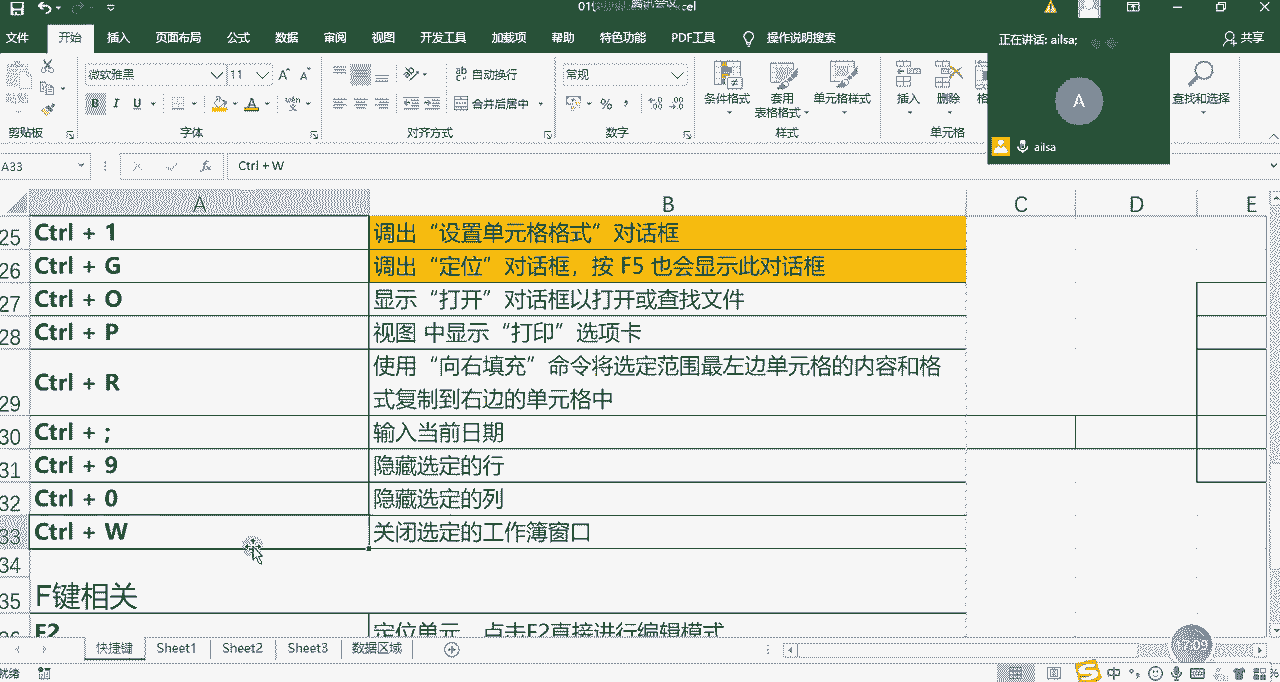 文件 开始 插入 页面布局 公式 数据 审阅 视图 开发工具 加载项 帮助 特色功能 PDF工具 操作说明搜索
正在讲话: ailsa;
共享
微软雅黑 11
自动换行
常规
B I U A
合并后居中
% ,
条件格式 套用 单元格样式
表格格式
插入 删除 格
查找和选择
剪贴板 字体 对齐方式 数字 样式 单元格
A
ailsa
A33 fx Ctrl + W
A B C D E
25 Ctrl + 1 调出“设置单元格格式”对话框
26 Ctrl + G 调出“定位”对话框，按 F5 也会显示此对话框
27 Ctrl + O 显示“打开”对话框以打开或查找文件
28 Ctrl + P 视图 中显示“打印”选项卡
29 Ctrl + R 使用“向右填充”命令将选定范围最左边单元格的内容和格
式复制到右边的单元格中
30 Ctrl + ; 输入当前日期
31 Ctrl + 9 隐藏选定的行
32 Ctrl + 0 隐藏选定的列
33 Ctrl + W 关闭选定的工作簿窗口
34
35 F键相关
F2 定位单元，点击F2直接进行编辑模式
快捷键 Sheet1 Sheet2 Sheet3 数据区域
17:09
就绪
中